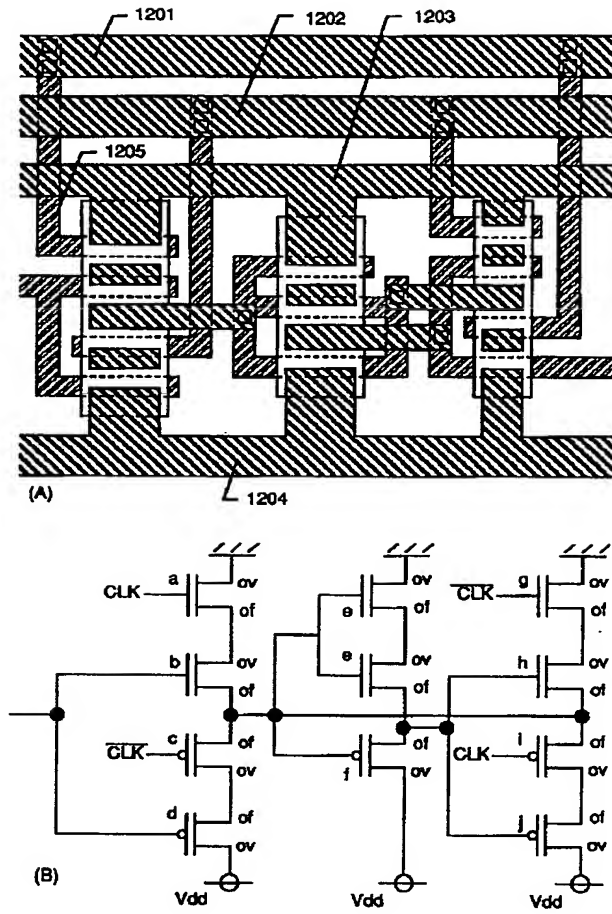 1201
1202
1203
1205
1204
(A)
CLK a ov of
b ov of
CLK c of ov
d of ov
Vdd
e ov of
e ov of
f of ov
Vdd
CLK g ov of
h ov of
CLK i of ov
j of ov
Vdd
(B)